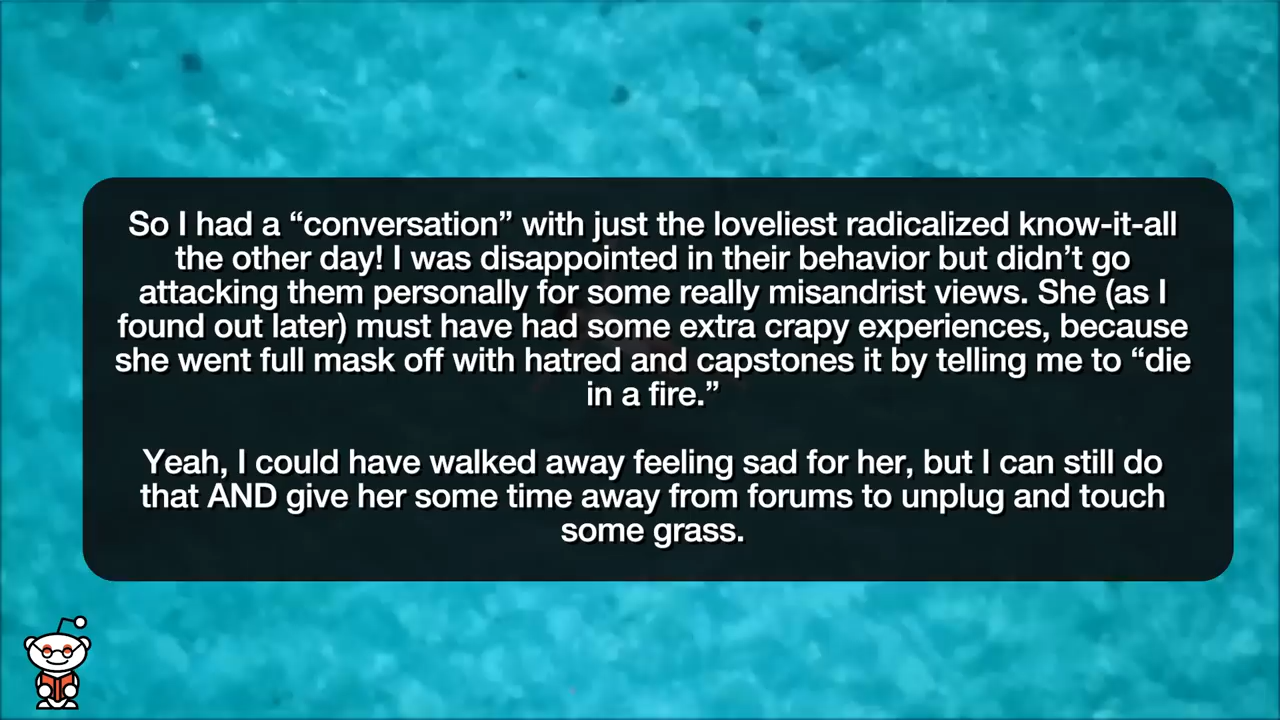 So I had a “conversation” with just the loveliest radicalized know-it-all
the other day! I was disappointed in their behavior but didn’t go
attacking them personally for some really misandrist views. She (as I
found out later) must have had some extra crapy experiences, because
she went full mask off with hatred and capstones it by telling me to “die
in a fire.”
Yeah, I could have walked away feeling sad for her, but I can still do
that AND give her some time away from forums to unplug and touch
some grass.